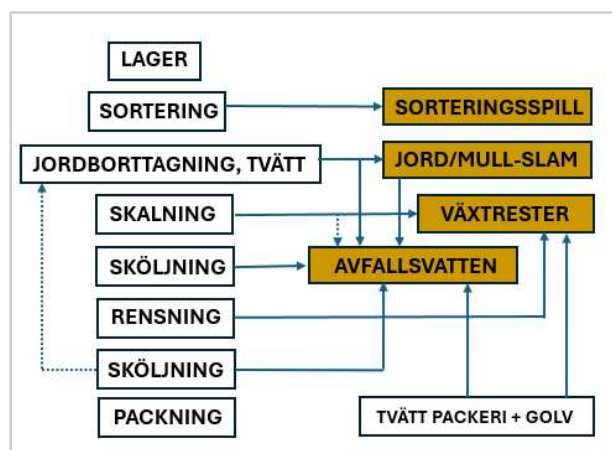 LAGER
SORTERING
SORTERINGSSPILL
JORDBORTTAGNING, TVÄTT
JORD/MULL-SLAM
SKALNING
VÄXTRESTER
SKÖLJNING
AVFALLSVATTEN
RENSNING
SKÖLJNING
PACKNING
TVÄTT PACKERI + GOLV